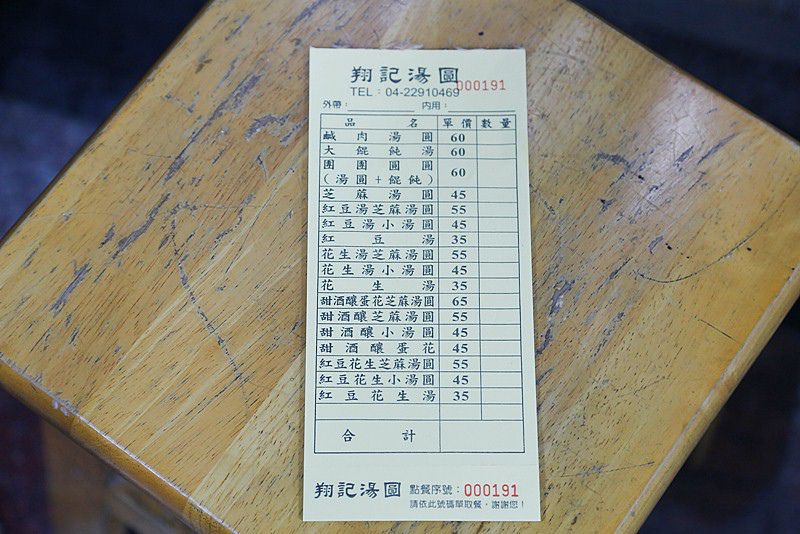 翔記湯圓
000191
TEL：04-22910469
外帶：　　　內用：
品名 單價 數量
鹹肉湯圓 60
大餛飩湯 60
團團圓圓
(湯圓+餛飩) 60
芝蔴湯圓 45
紅豆湯芝蔴湯圓 55
紅豆湯小湯圓 45
紅豆湯 35
花生湯芝蔴湯圓 55
花生湯小湯圓 45
花生湯 35
甜酒釀蛋花芝蔴湯圓 65
甜酒釀芝蔴湯圓 55
甜酒釀小湯圓 45
甜酒釀蛋花 45
紅豆花生芝蔴湯圓 55
紅豆花生小湯圓 45
紅豆花生湯 35
合計
翔記湯圓 點餐序號：000191
請依此號碼單取餐，謝謝您！